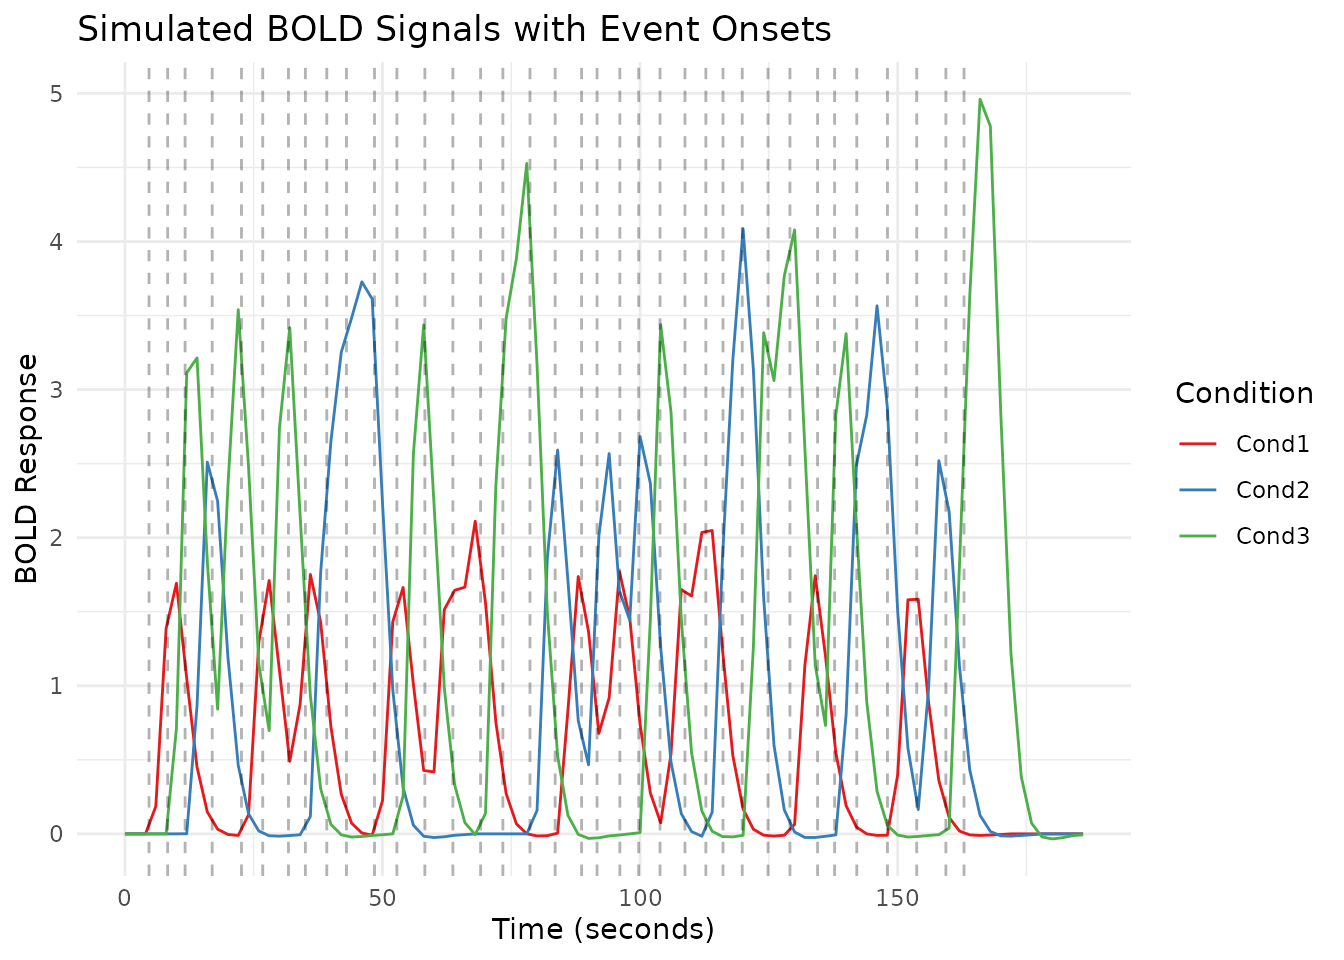 Simulated BOLD Signals with Event Onsets
BOLD Response
5
4
3
2
1
0
0 50 100 150
Time (seconds)
Condition
Cond1
Cond2
Cond3